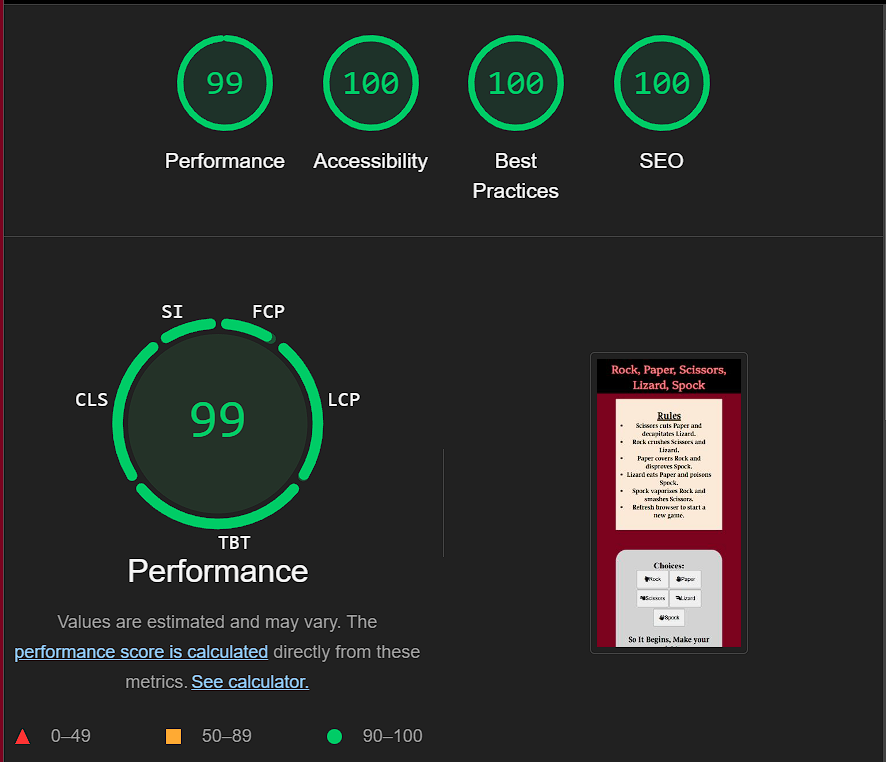 99
100
100
100
Performance
Accessibility
Best
Practices
SEO
SI
FCP
CLS
LCP
99
TBT
Performance
Values are estimated and may vary. The
performance score is calculated directly from these
metrics. See calculator.
0–49
50–89
90–100
Rock, Paper, Scissors,
Lizard, Spock
Rules
• Scissors cuts Paper and
decapitates Lizard.
• Rock crushes Scissors and
Lizard.
• Paper covers Rock and
disproves Spock.
• Lizard eats Paper and poisons
Spock.
• Spork vaporizes Rock and
smashes Scissors.
• Refresh browser to start a
new game.
Choices:
Rock
Paper
Scissors
Lizard
Spock
So It Begins, Make your